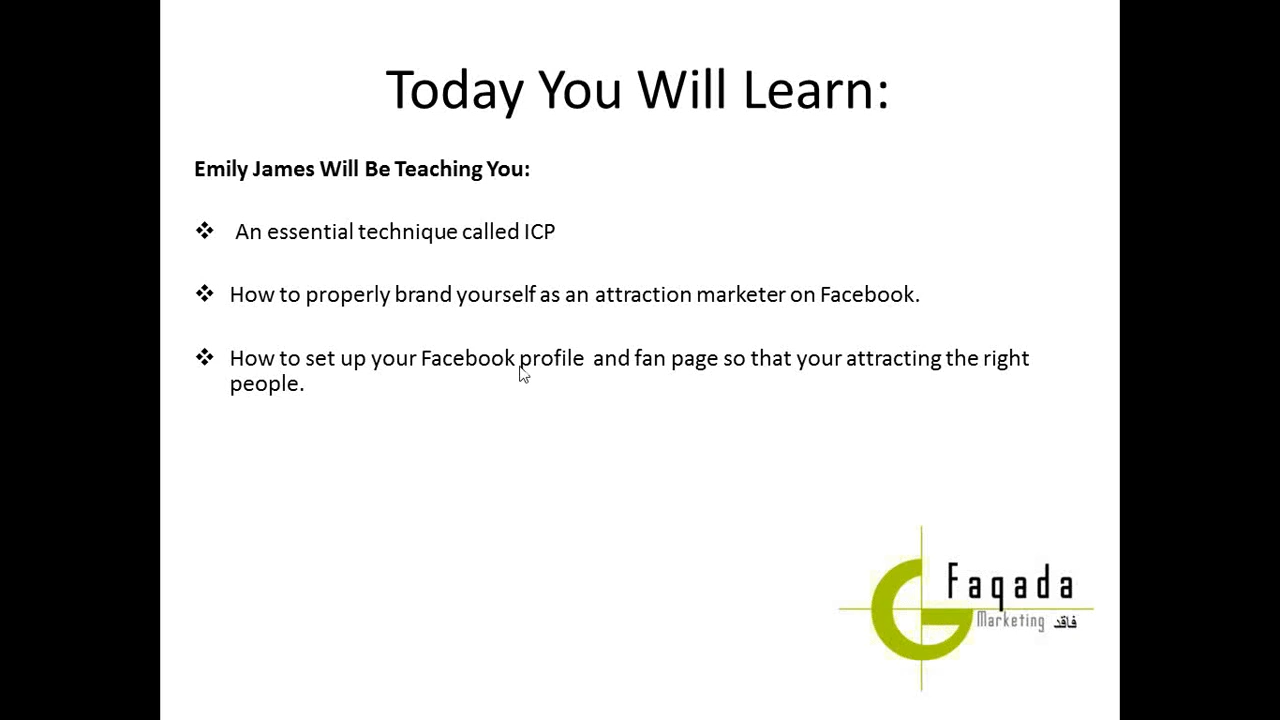 Today You Will Learn:
Emily James Will Be Teaching You:
❖ An essential technique called ICP
❖ How to properly brand yourself as an attraction marketer on Facebook.
❖ How to set up your Facebook profile and fan page so that your attracting the right
people.
Faqada
Marketing فاقد